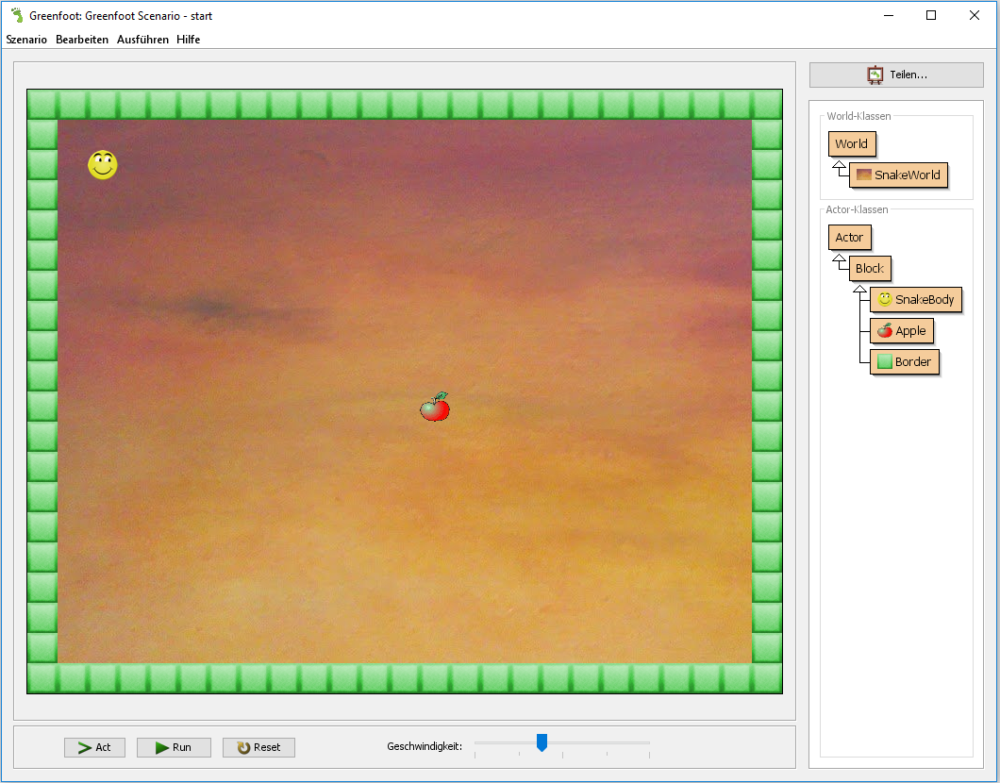 Greenfoot: Greenfoot Scenario - start
Szenario Bearbeiten Ausführen Hilfe
Teilen...
World-Klassen
World
SnakeWorld
Actor-Klassen
Actor
Block
SnakeBody
Apple
Border
Act Run Reset Geschwindigkeit: